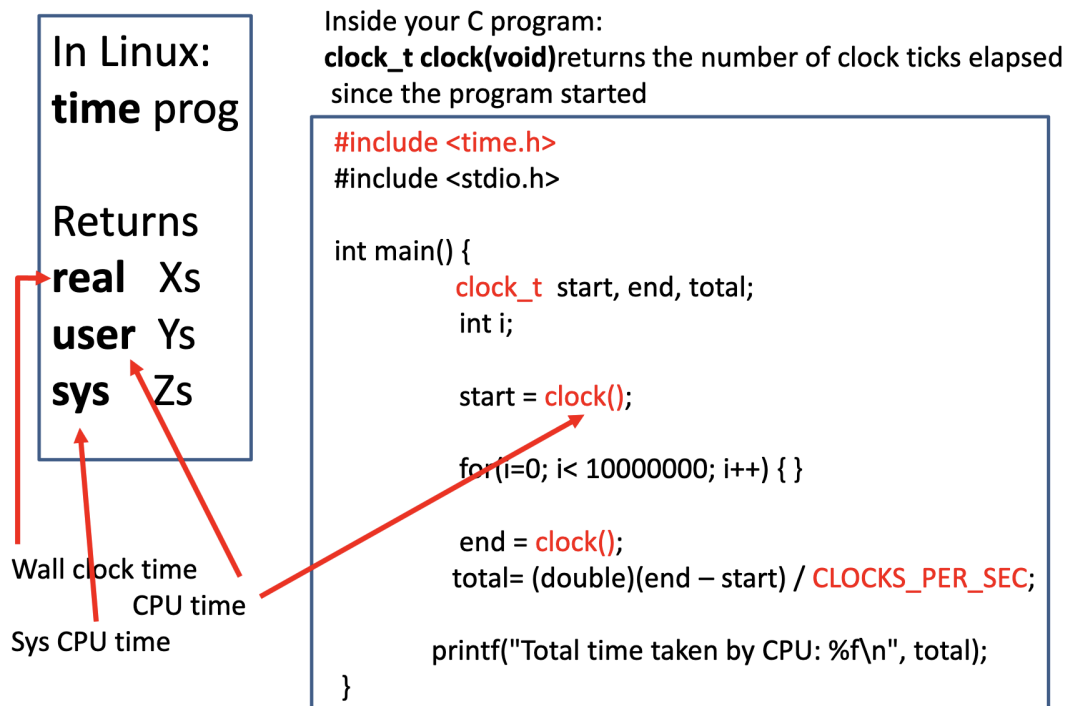 In Linux:
time prog
Returns
real Xs
user Ys
sys Zs
Wall clock time
CPU time
Sys CPU time
Inside your C program:
clock_t clock(void)returns the number of clock ticks elapsed
since the program started
#include <time.h>
#include <stdio.h>
int main() {
clock_t start, end, total;
int i;
start = clock();
for(i=0; i< 10000000; i++) { }
end = clock();
total= (double)(end – start) / CLOCKS_PER_SEC;
printf("Total time taken by CPU: %f\n", total);
}